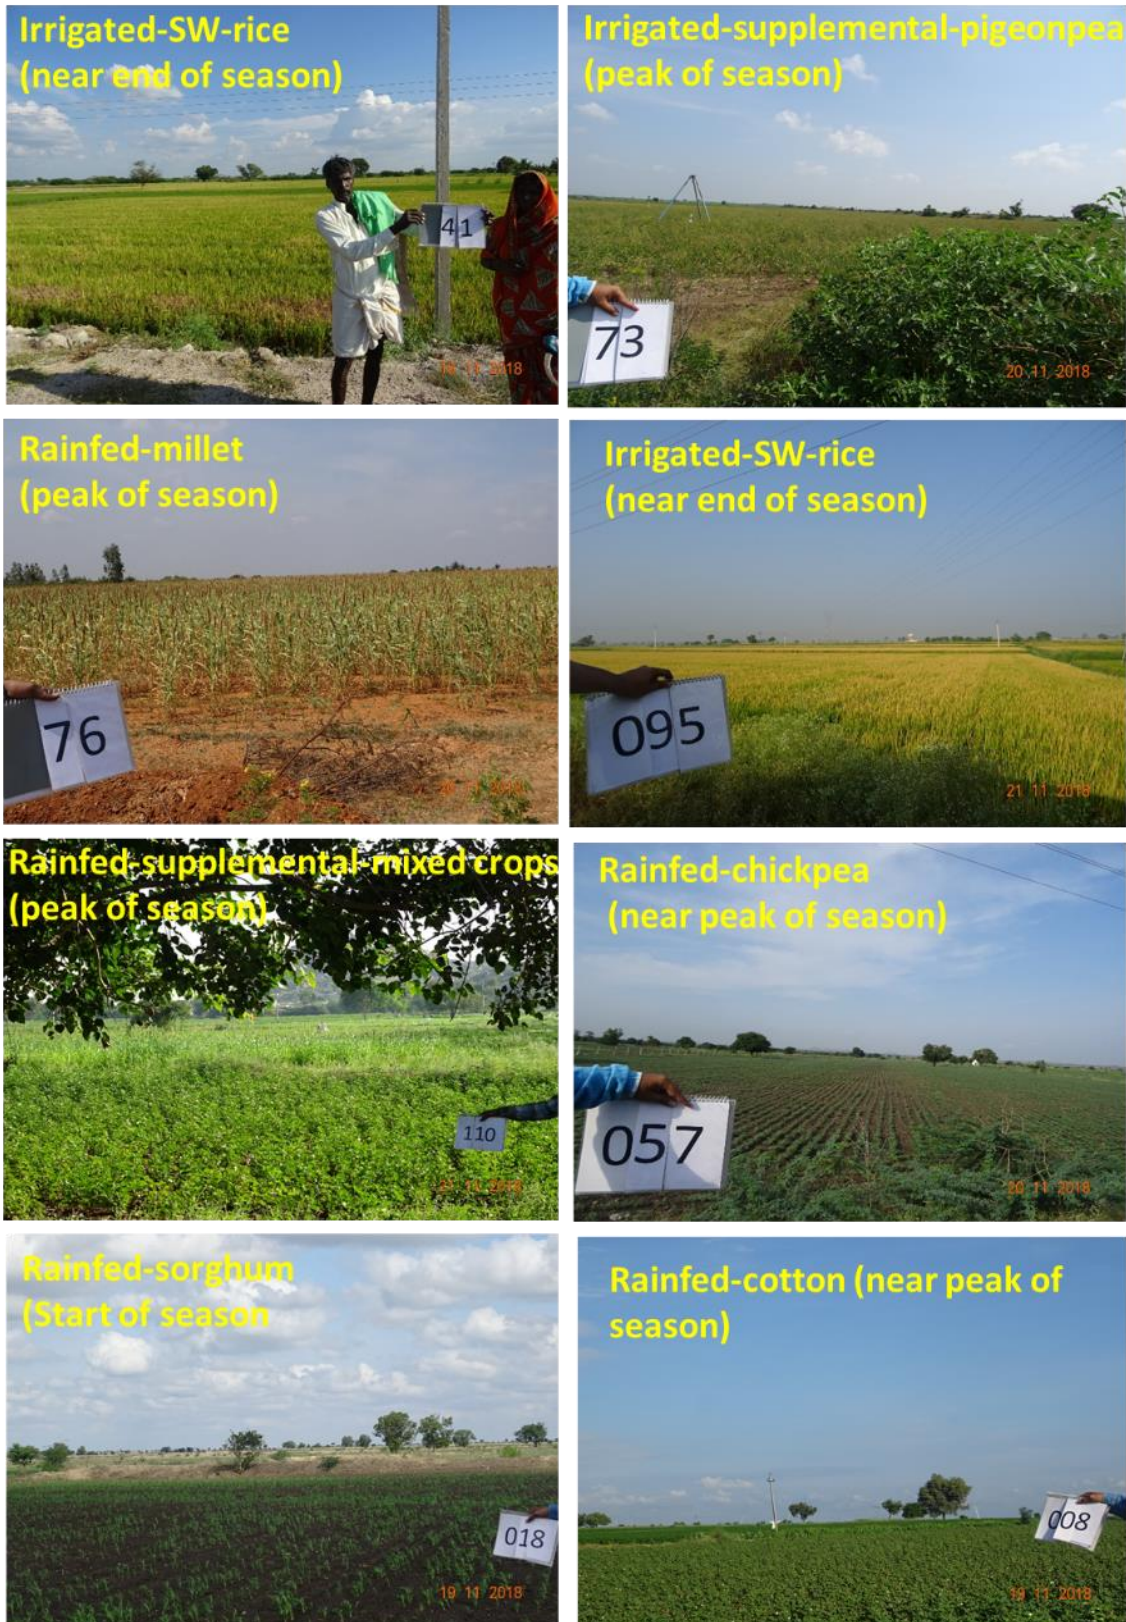 Irrigated-SW-rice
(near end of season)
41
11 2018
Irrigated-supplemental-pigeonpea
(peak of season)
73
20 11 2018
Rainfed-millet
(peak of season)
76
2018
Irrigated-SW-rice
(near end of season)
095
21 11 2018
Rainfed-supplemental-mixed crops
(peak of season)
110
11 2018
Rainfed-chickpea
(near peak of season)
057
20 11 2018
Rainfed-sorghum
(Start of season
018
19 11 2018
Rainfed-cotton (near peak of
season)
008
19 11 2018